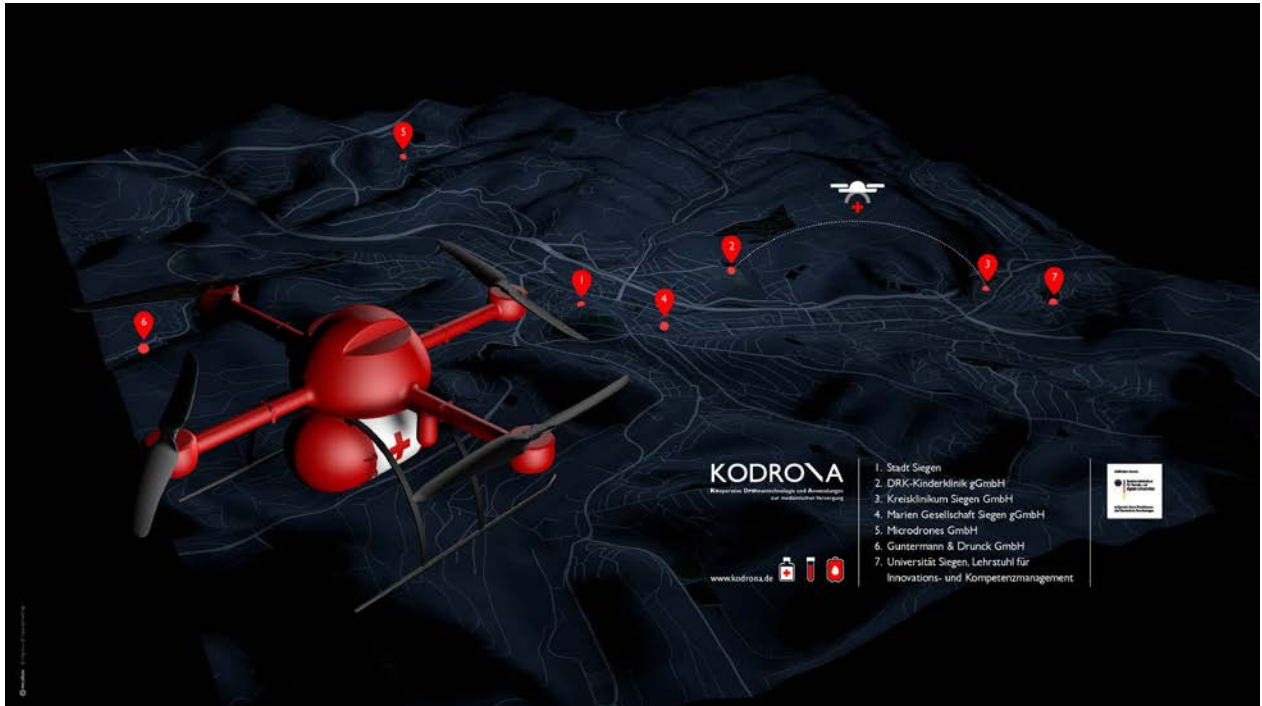 5
2
3
7
1
4
6
KODRONA
Kooperative Drohnentechnologie und Anwendungen
zur medizinischen Versorgung
www.kodrona.de
1. Stadt Siegen
2. DRK-Kinderklinik gGmbH
3. Kreisklinikum Siegen GmbH
4. Marien Gesellschaft Siegen gGmbH
5. Microdrones GmbH
6. Guntermann & Drunck GmbH
7. Universität Siegen, Lehrstuhl für
Innovations- und Kompetenzmanagement